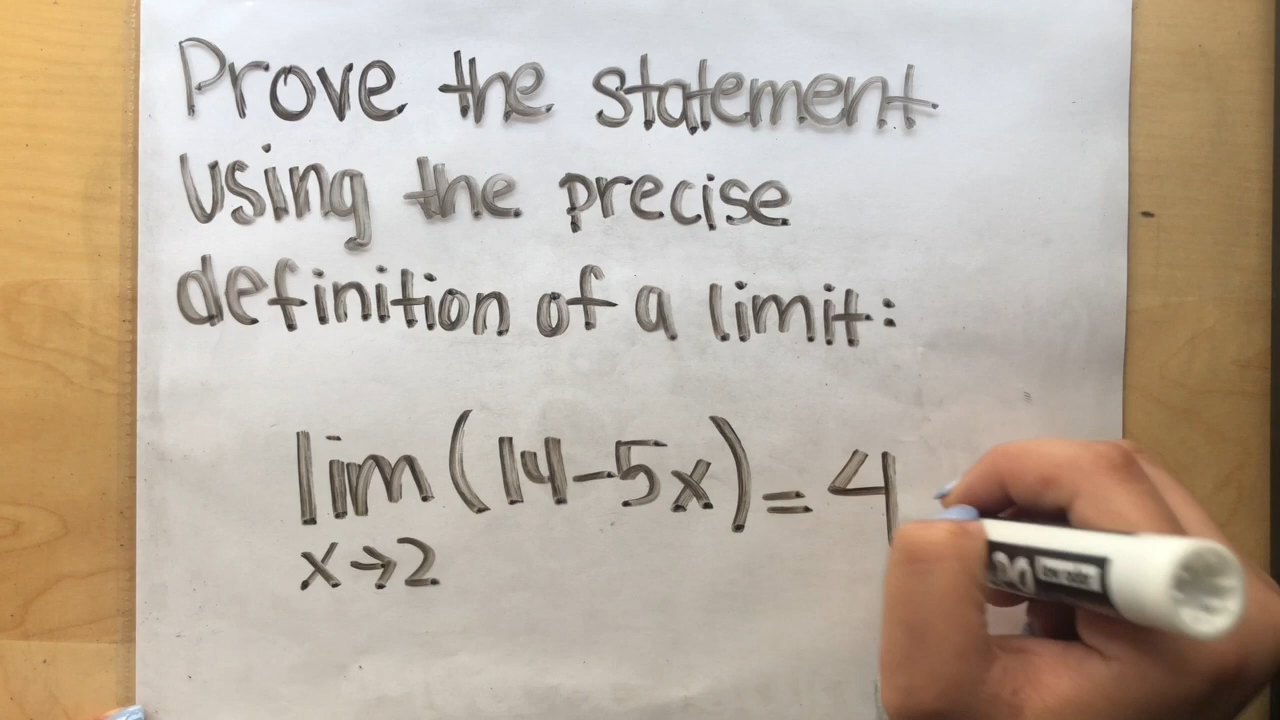 Prove the statement
using the precise
definition of a limit:
lim (14-5x) = 4
x→2